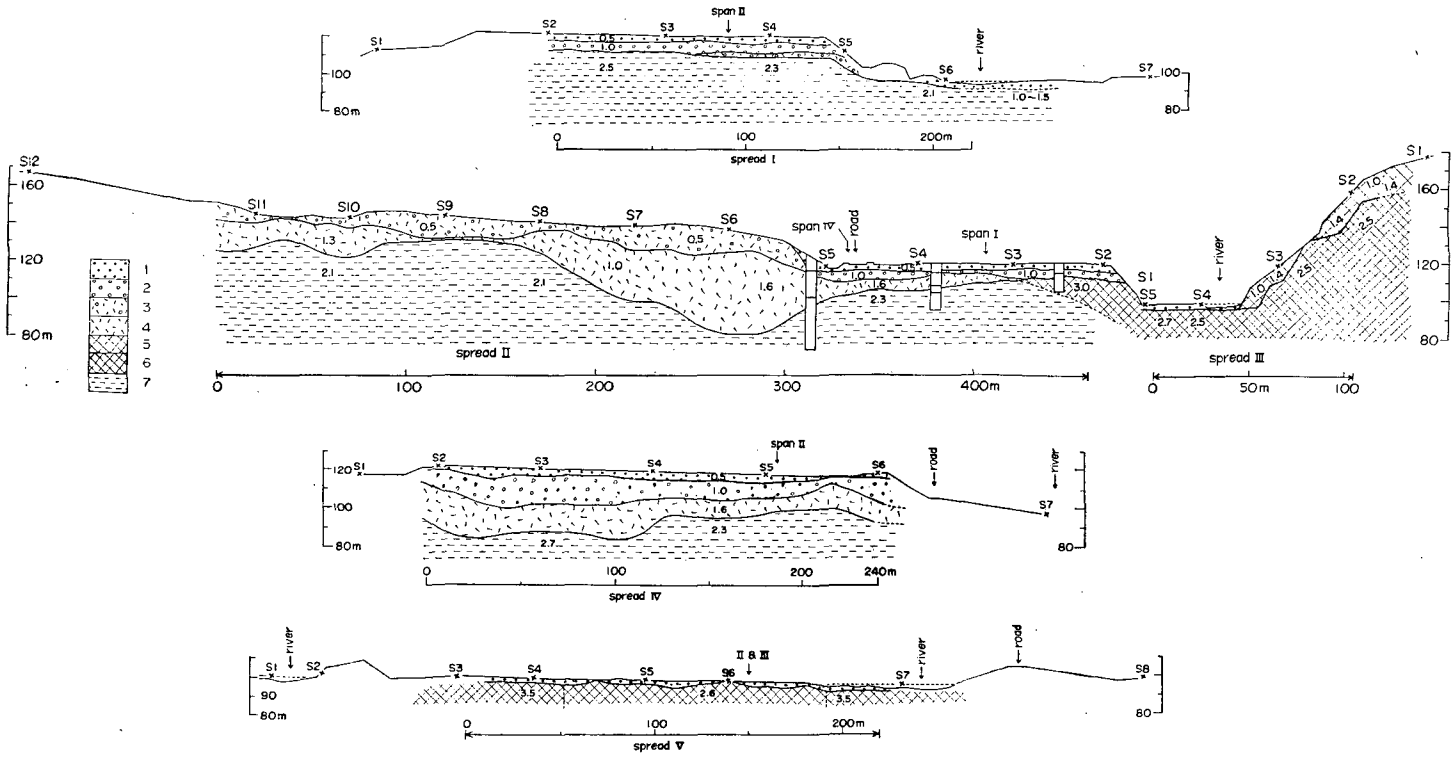 span II
S1 S2 S3 S4 S5 S6 river S7
0.5
1.0
2.5 2.3 2.1 1.0~1.5
100 100
80m 80
0 100 200m
spread I
S12 S11 S10 S9 S8 S7 S6 span IV road S5 S4 span I S3 S2 S1
S5 S4 river S3 S2 S1
160 160
120 120
80m 80
0.5 0.5 0.5
1.3 1.0 1.6 1.0 1.6 1.0
2.1 2.1 2.3 3.0
2.7 2.5 1.0 1.4 2.5 1.4 1.0 1.4 2.5
1
2
3
4
5
6
7
spread II spread III
0 100 200 300 400m 0 50m 100
span II
S1 S2 S3 S4 S5 S6 road river S7
120
100
80m 80
0.5
1.0
1.6
2.3
2.7
0 100 200 240m
spread IV
river II & III river road
S1 S2 S3 S4 S5 S6 S7 S8
90
80m 80
3.5 2.6 3.5
0 100 200m
spread V